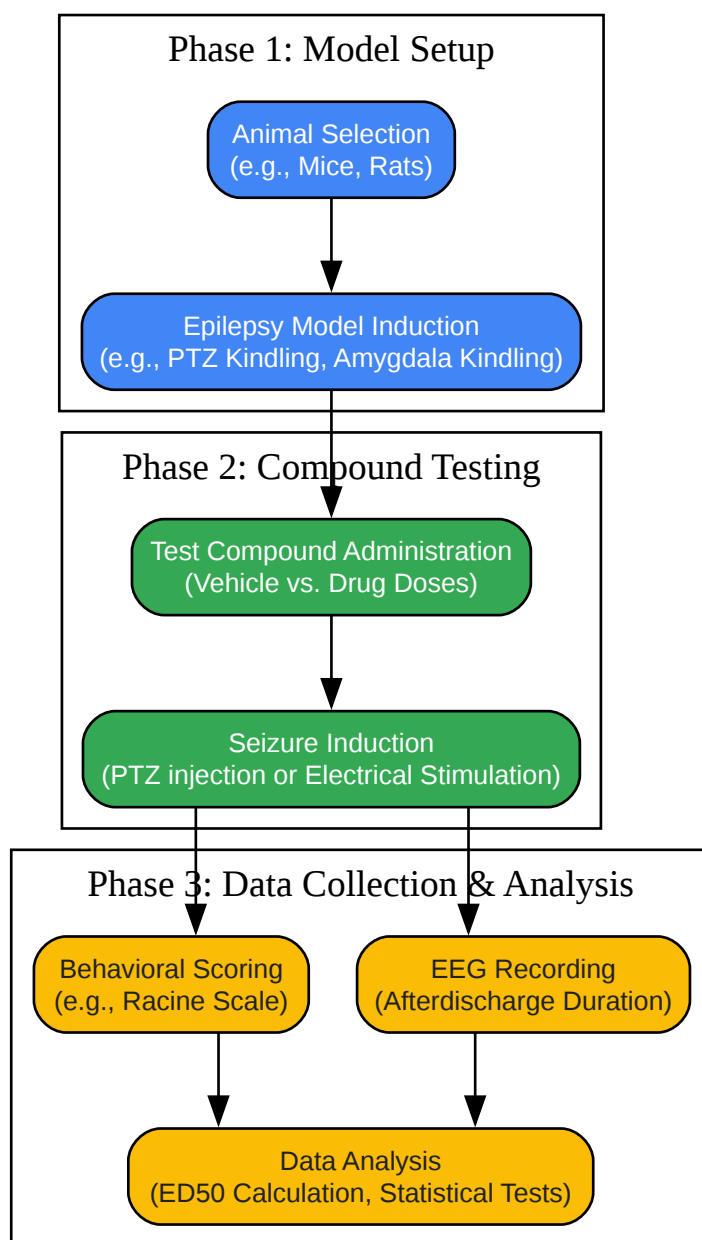 Phase 1: Model Setup
Animal Selection
(e.g., Mice, Rats)
Epilepsy Model Induction
(e.g., PTZ Kindling, Amygdala Kindling)
Phase 2: Compound Testing
Test Compound Administration
(Vehicle vs. Drug Doses)
Seizure Induction
(PTZ injection or Electrical Stimulation)
Phase 3: Data Collection & Analysis
Behavioral Scoring
(e.g., Racine Scale)
EEG Recording
(Afterdischarge Duration)
Data Analysis
(ED50 Calculation, Statistical Tests)